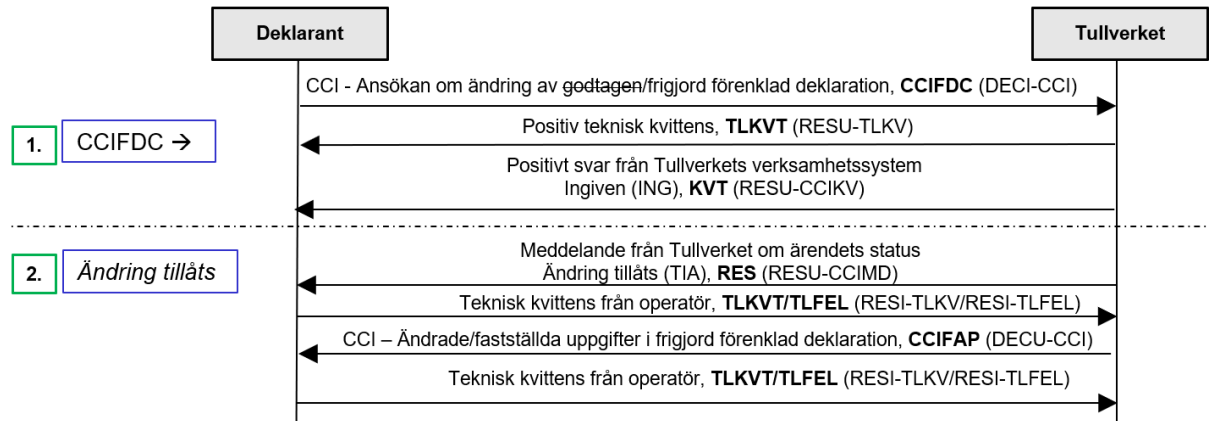 Deklarant
Tullverket
CCI - Ansökan om ändring av godtagen/frigjord förenklad deklaration, CCIFDC (DECI-CCI)
1.
CCIFDC →
Positiv teknisk kvittens, TLKVT (RESU-TLKV)
Positivt svar från Tullverkets verksamhetssystem
Ingiven (ING), KVT (RESU-CCIKV)
2.
Ändring tillåts
Meddelande från Tullverket om ärendets status
Ändring tillåts (TIA), RES (RESU-CCIMD)
Teknisk kvittens från operatör, TLKVT/TLFEL (RESI-TLKV/RESI-TLFEL)
CCI – Ändrade/fastställda uppgifter i frigjord förenklad deklaration, CCIFAP (DECU-CCI)
Teknisk kvittens från operatör, TLKVT/TLFEL (RESI-TLKV/RESI-TLFEL)